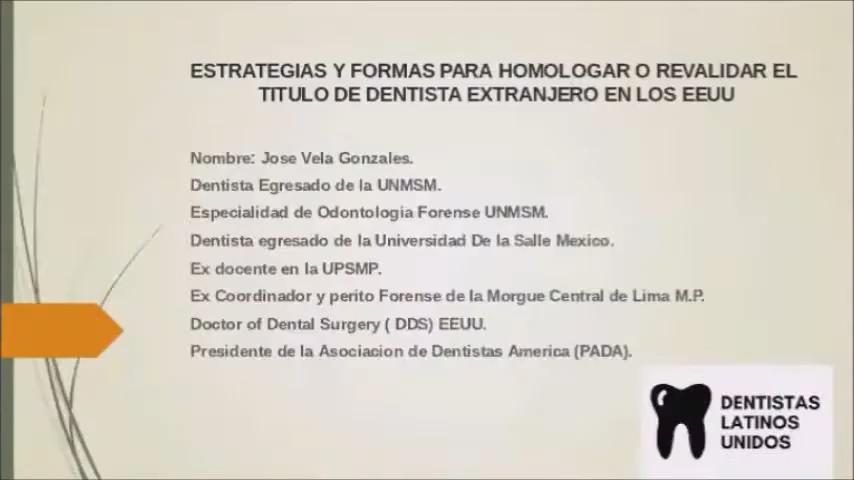 ESTRATEGIAS Y FORMAS PARA HOMOLOGAR O REVALIDAR EL
TITULO DE DENTISTA EXTRANJERO EN LOS EEUU
Nombre: Jose Vela Gonzales.
Dentista Egresado de la UNMSM.
Especialidad de Odontologia Forense UNMSM.
Dentista egresado de la Universidad De la Salle Mexico.
Ex docente en la UPSMP.
Ex Coordinador y perito Forense de la Morgue Central de Lima M.P.
Doctor of Dental Surgery ( DDS) EEUU.
Presidente de la Asociacion de Dentistas America (PADA).
DENTISTAS
LATINOS
UNIDOS